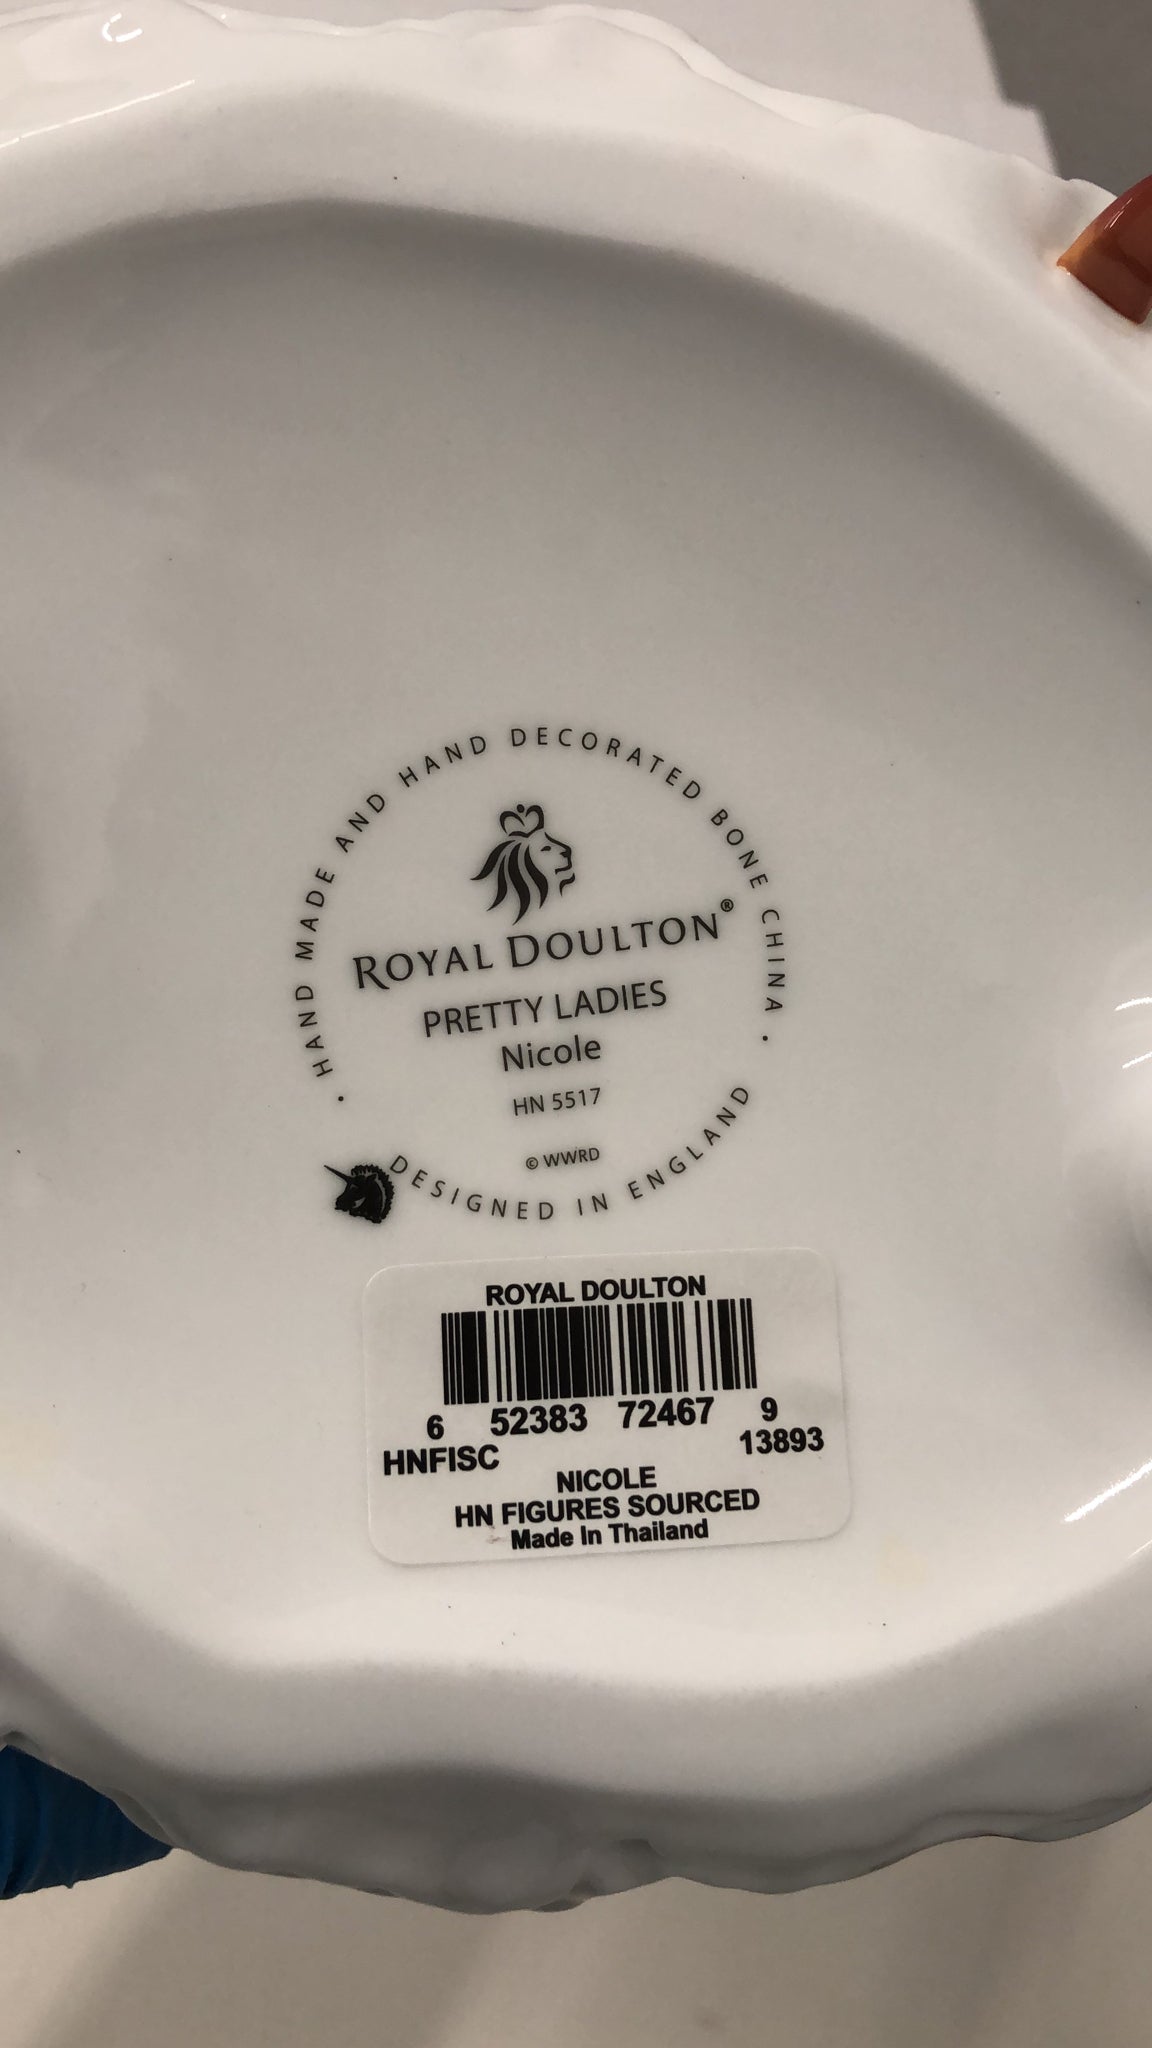 • HAND MADE AND HAND DECORATED BONE CHINA •
ROYAL DOULTON®
PRETTY LADIES
Nicole
HN 5517
© WWRD
DESIGNED IN ENGLAND
ROYAL DOULTON
6 52383 72467 9
HNFISC 13893
NICOLE
HN FIGURES SOURCED
Made In Thailand